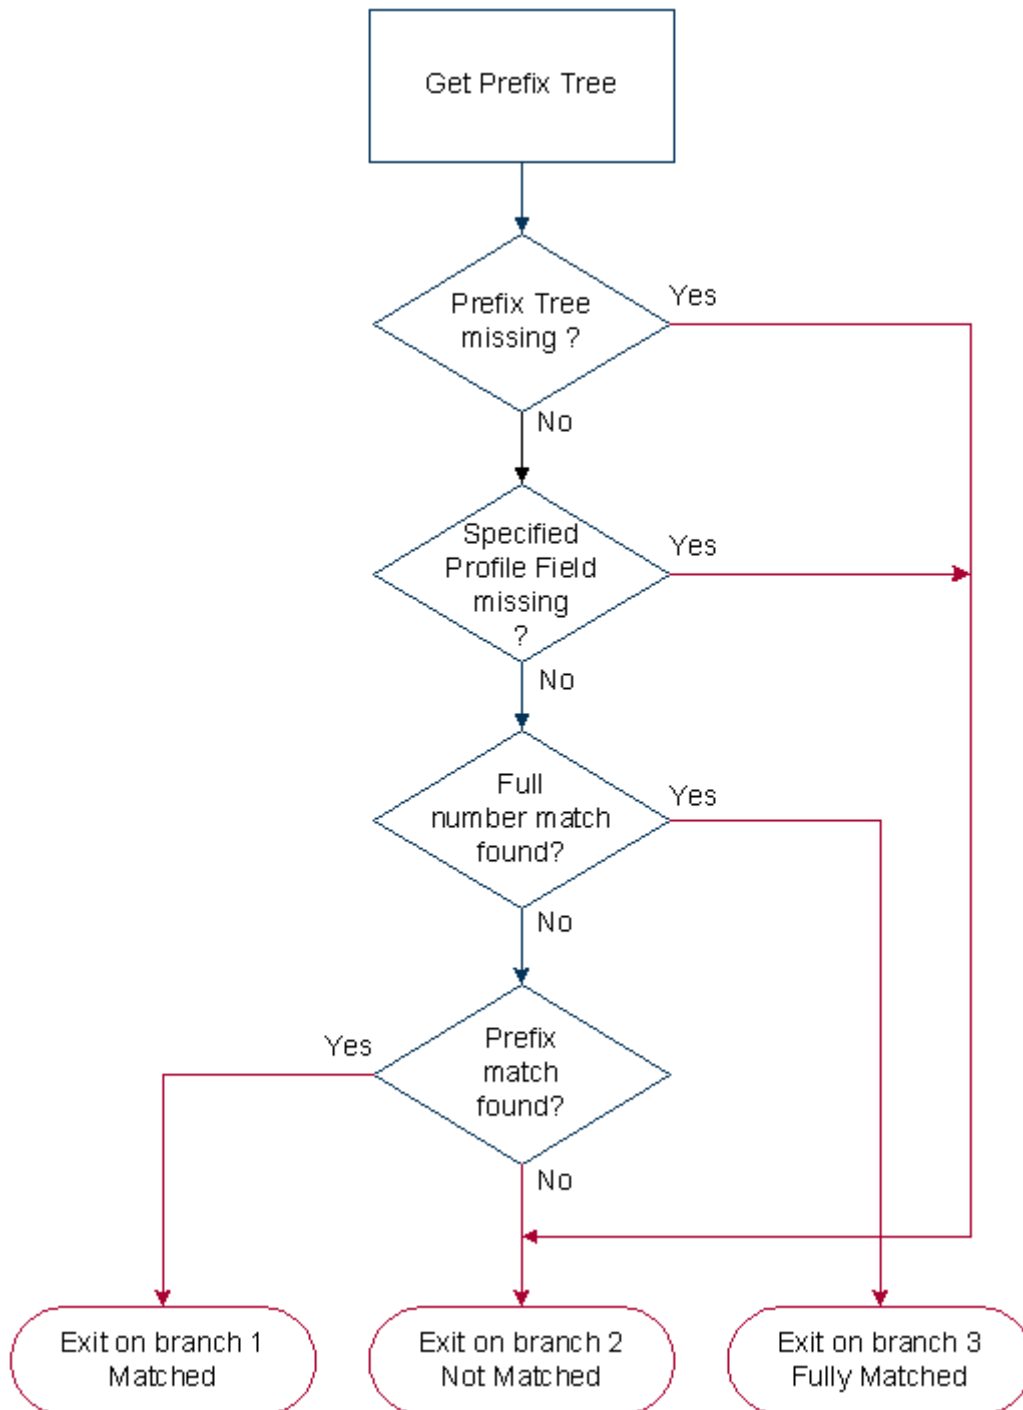 Get Prefix Tree
Prefix Tree
missing ?
Yes
No
Specified
Profile Field
missing
?
Yes
No
Full
number match
found?
Yes
No
Prefix
match
found?
Yes
No
Exit on branch 1
Matched
Exit on branch 2
Not Matched
Exit on branch 3
Fully Matched